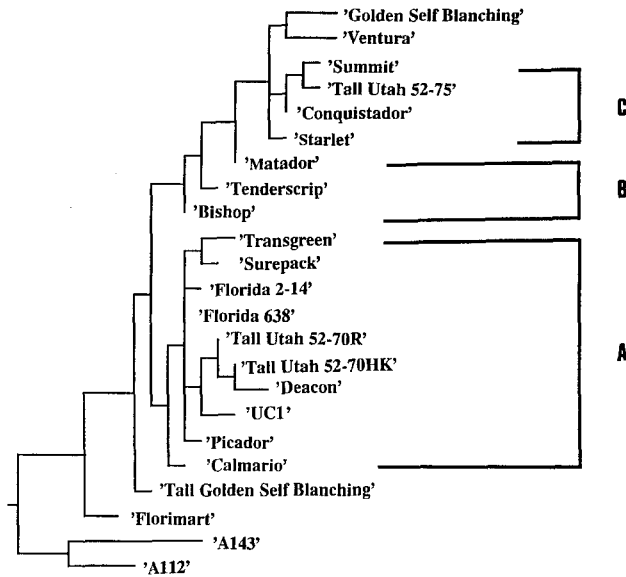 'Golden Self Blanching'
'Ventura'
'Summit'
'Tall Utah 52-75'
C
'Conquistador'
'Starlet'
'Matador'
'Tenderscrip'
B
'Bishop'
'Transgreen'
'Surepack'
'Florida 2-14'
'Florida 638'
'Tall Utah 52-70R'
A
'Tall Utah 52-70HK'
'Deacon'
'UC1'
'Picador'
'Calmario'
'Tall Golden Self Blanching'
'Florimart'
'A143'
'A112'